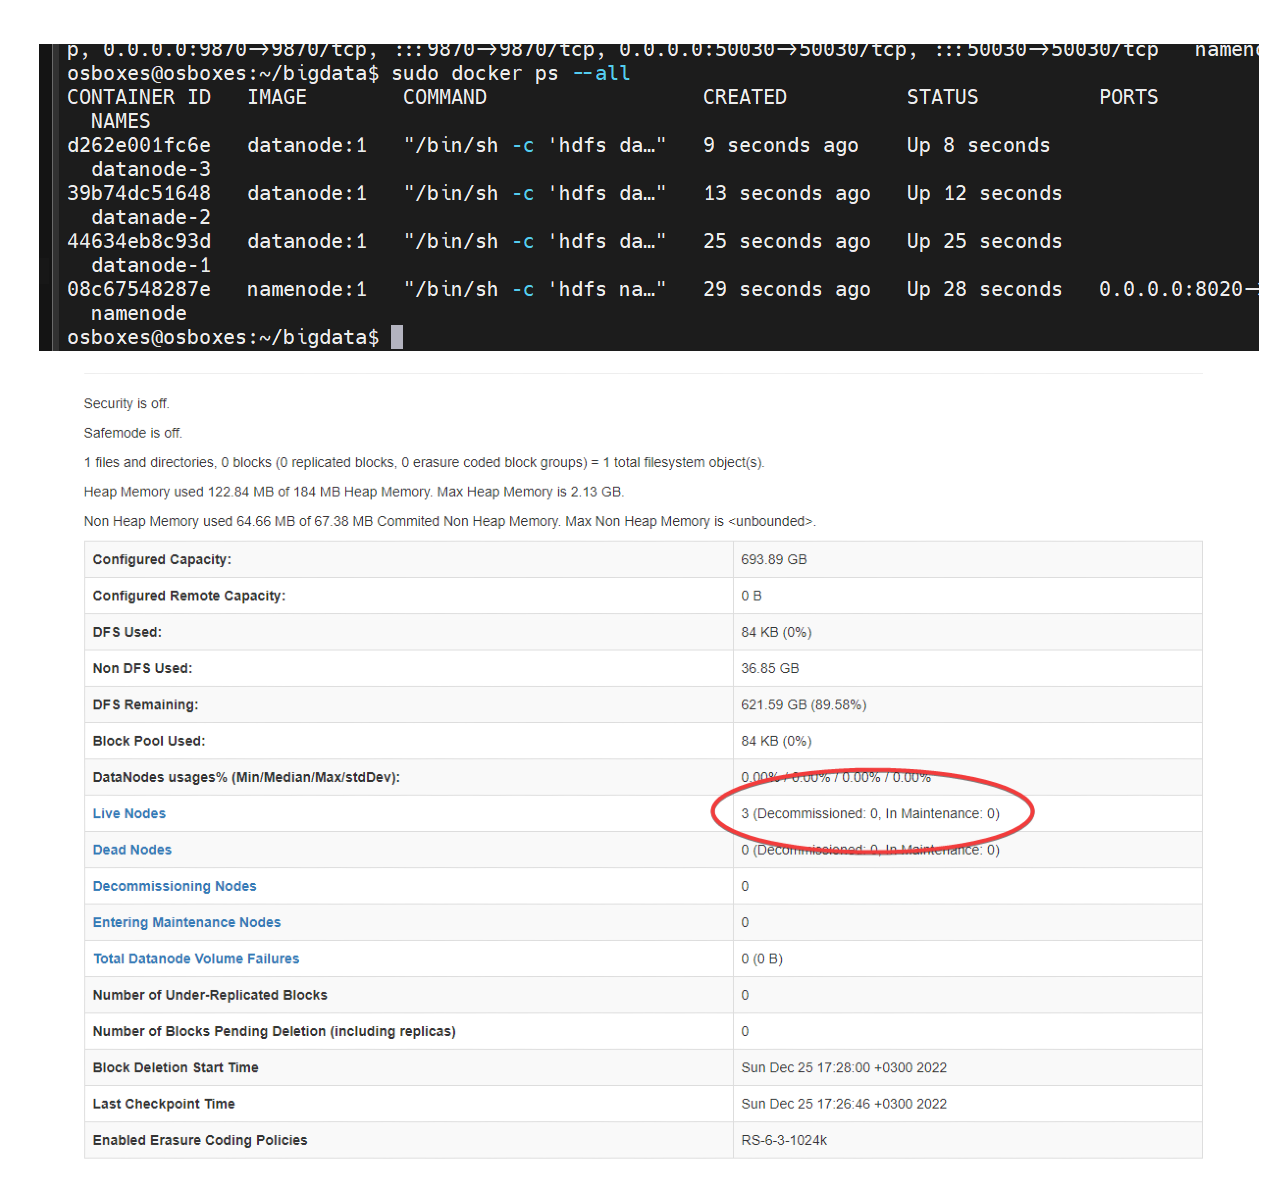 p, 0.0.0.0:9870->9870/tcp, :::9870->9870/tcp, 0.0.0.0:50030->50030/tcp, :::50030->50030/tcp   nameno
osboxes@osboxes:~/bigdata$ sudo docker ps --all
CONTAINER ID   IMAGE        COMMAND                  CREATED          STATUS          PORTS
  NAMES
d262e001fc6e   datanode:1   "/bin/sh -c 'hdfs da…"   9 seconds ago    Up 8 seconds
  datanode-3
39b74dc51648   datanode:1   "/bin/sh -c 'hdfs da…"   13 seconds ago   Up 12 seconds
  datanade-2
44634eb8c93d   datanode:1   "/bin/sh -c 'hdfs da…"   25 seconds ago   Up 25 seconds
  datanode-1
08c67548287e   namenode:1   "/bin/sh -c 'hdfs na…"   29 seconds ago   Up 28 seconds   0.0.0.0:8020->
  namenode
osboxes@osboxes:~/bigdata$
Security is off.
Safemode is off.
1 files and directories, 0 blocks (0 replicated blocks, 0 erasure coded block groups) = 1 total filesystem object(s).
Heap Memory used 122.84 MB of 184 MB Heap Memory. Max Heap Memory is 2.13 GB.
Non Heap Memory used 64.66 MB of 67.38 MB Commited Non Heap Memory. Max Non Heap Memory is <unbounded>.
Configured Capacity: 693.89 GB
Configured Remote Capacity: 0 B
DFS Used: 84 KB (0%)
Non DFS Used: 36.85 GB
DFS Remaining: 621.59 GB (89.58%)
Block Pool Used: 84 KB (0%)
DataNodes usages% (Min/Median/Max/stdDev): 0.00% / 0.00% / 0.00% / 0.00%
Live Nodes 3 (Decommissioned: 0, In Maintenance: 0)
Dead Nodes 0 (Decommissioned: 0, In Maintenance: 0)
Decommissioning Nodes 0
Entering Maintenance Nodes 0
Total Datanode Volume Failures 0 (0 B)
Number of Under-Replicated Blocks 0
Number of Blocks Pending Deletion (including replicas) 0
Block Deletion Start Time Sun Dec 25 17:28:00 +0300 2022
Last Checkpoint Time Sun Dec 25 17:26:46 +0300 2022
Enabled Erasure Coding Policies RS-6-3-1024k